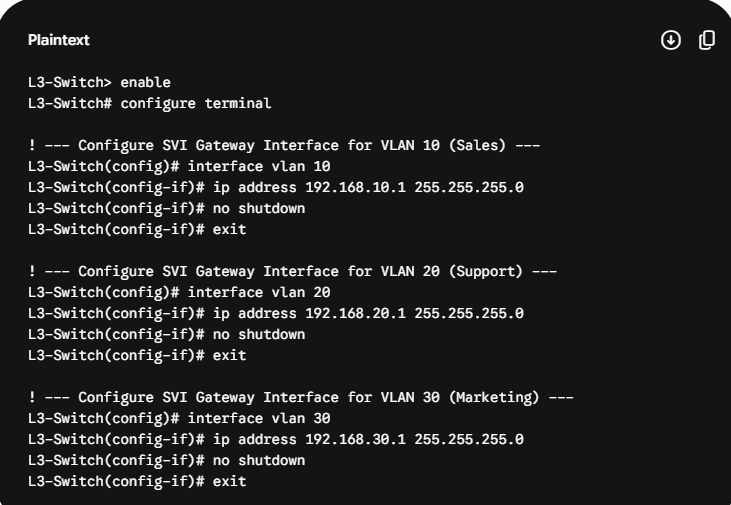 Plaintext
L3-Switch> enable
L3-Switch# configure terminal
! --- Configure SVI Gateway Interface for VLAN 10 (Sales) ---
L3-Switch(config)# interface vlan 10
L3-Switch(config-if)# ip address 192.168.10.1 255.255.255.0
L3-Switch(config-if)# no shutdown
L3-Switch(config-if)# exit
! --- Configure SVI Gateway Interface for VLAN 20 (Support) ---
L3-Switch(config)# interface vlan 20
L3-Switch(config-if)# ip address 192.168.20.1 255.255.255.0
L3-Switch(config-if)# no shutdown
L3-Switch(config-if)# exit
! --- Configure SVI Gateway Interface for VLAN 30 (Marketing) ---
L3-Switch(config)# interface vlan 30
L3-Switch(config-if)# ip address 192.168.30.1 255.255.255.0
L3-Switch(config-if)# no shutdown
L3-Switch(config-if)# exit